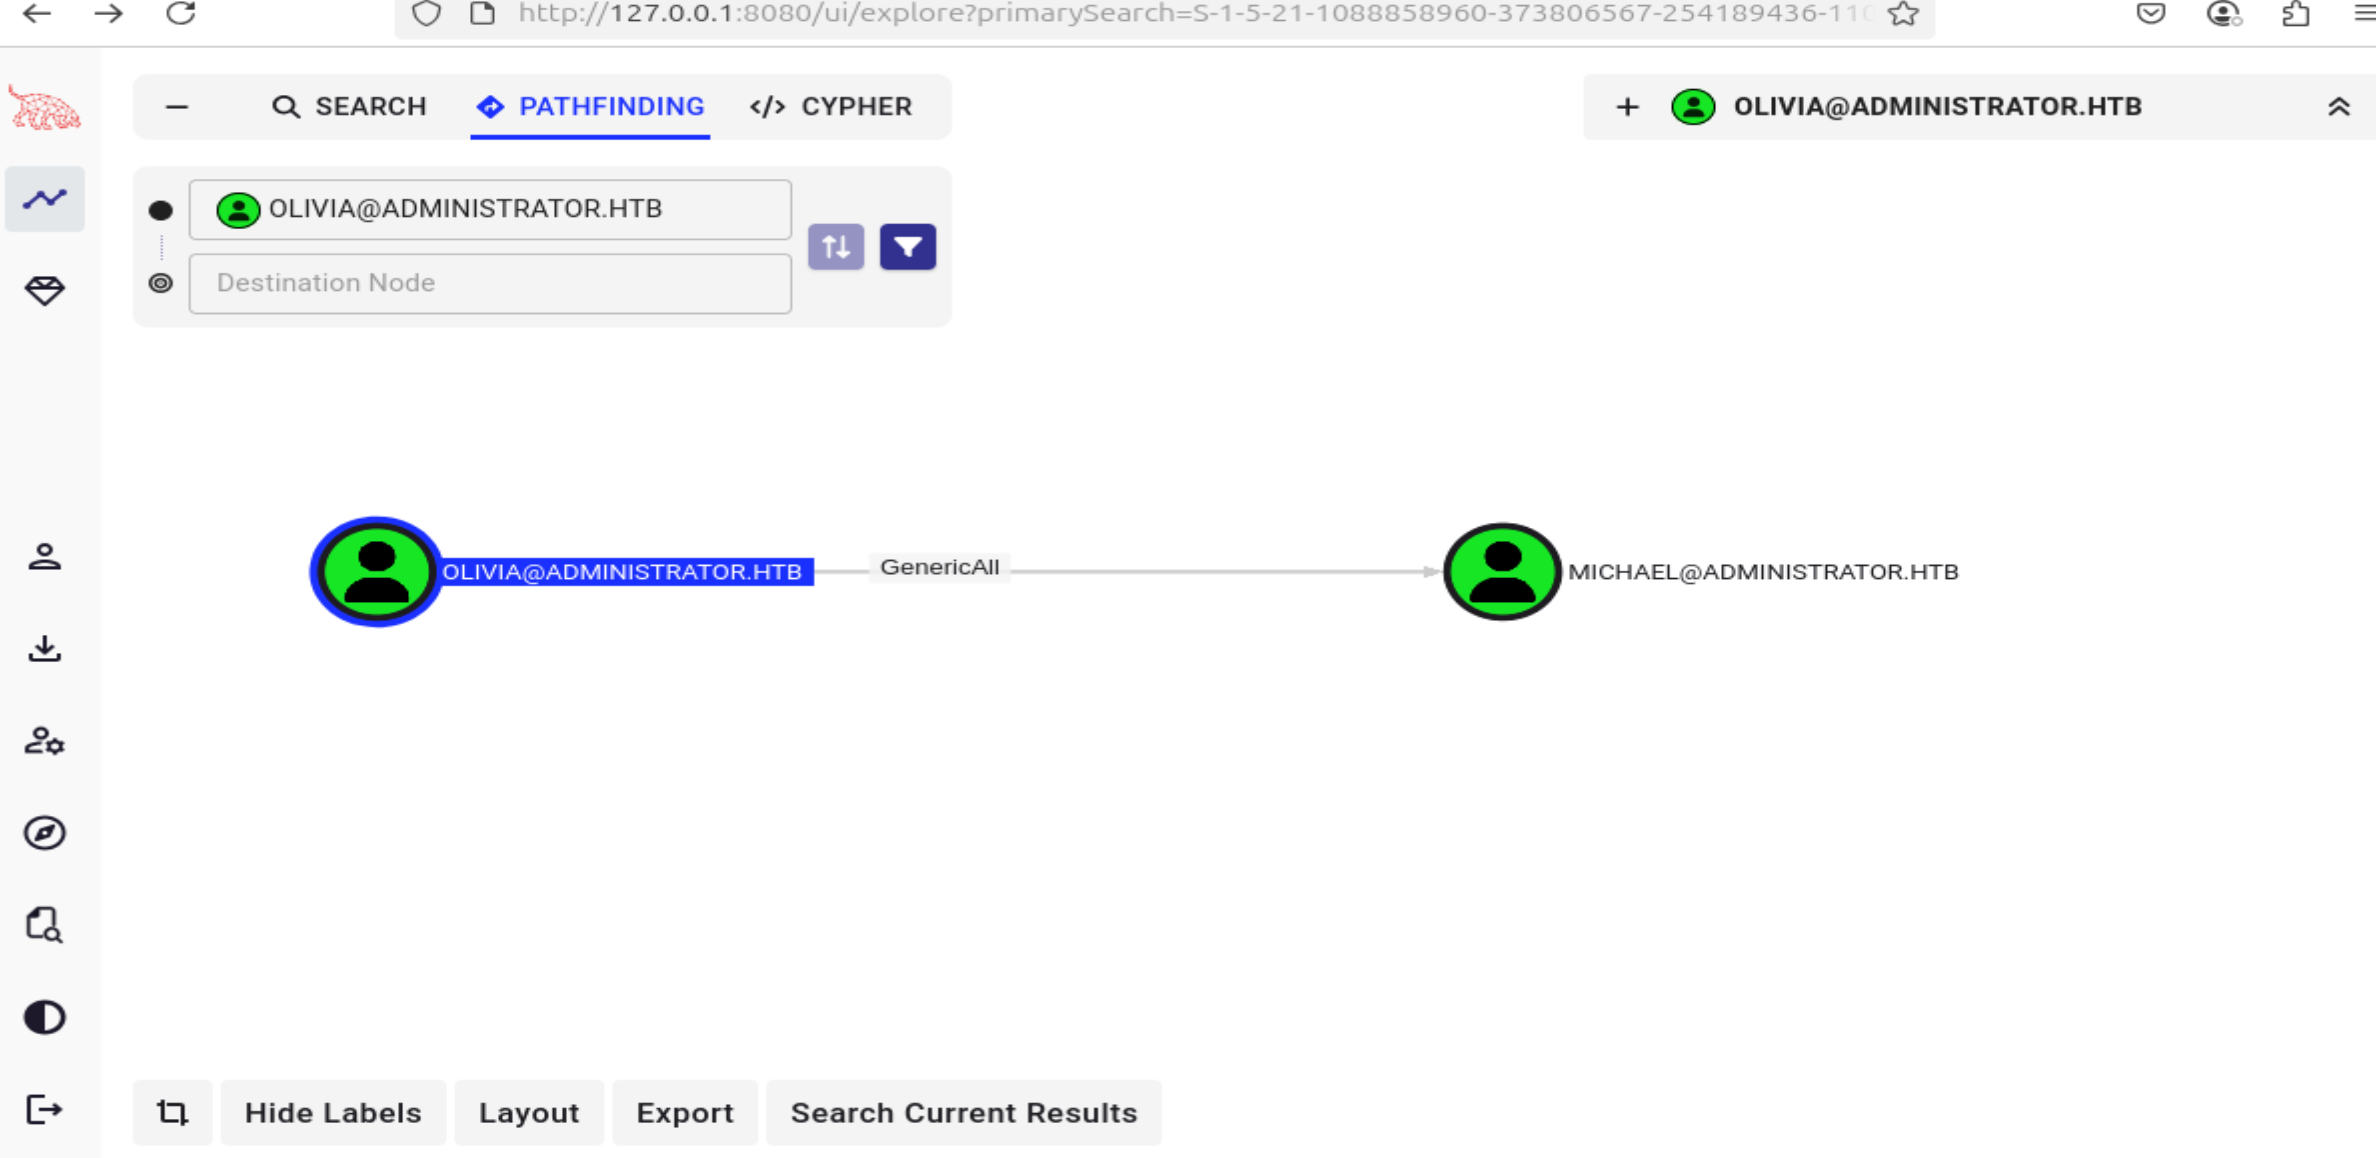 http://127.0.0.1:8080/ui/explore?primarySearch=S-1-5-21-1088858960-373806567-254189436-110
SEARCH PATHFINDING </> CYPHER
OLIVIA@ADMINISTRATOR.HTB
OLIVIA@ADMINISTRATOR.HTB
Destination Node
OLIVIA@ADMINISTRATOR.HTB GenericAll MICHAEL@ADMINISTRATOR.HTB
Hide Labels Layout Export Search Current Results